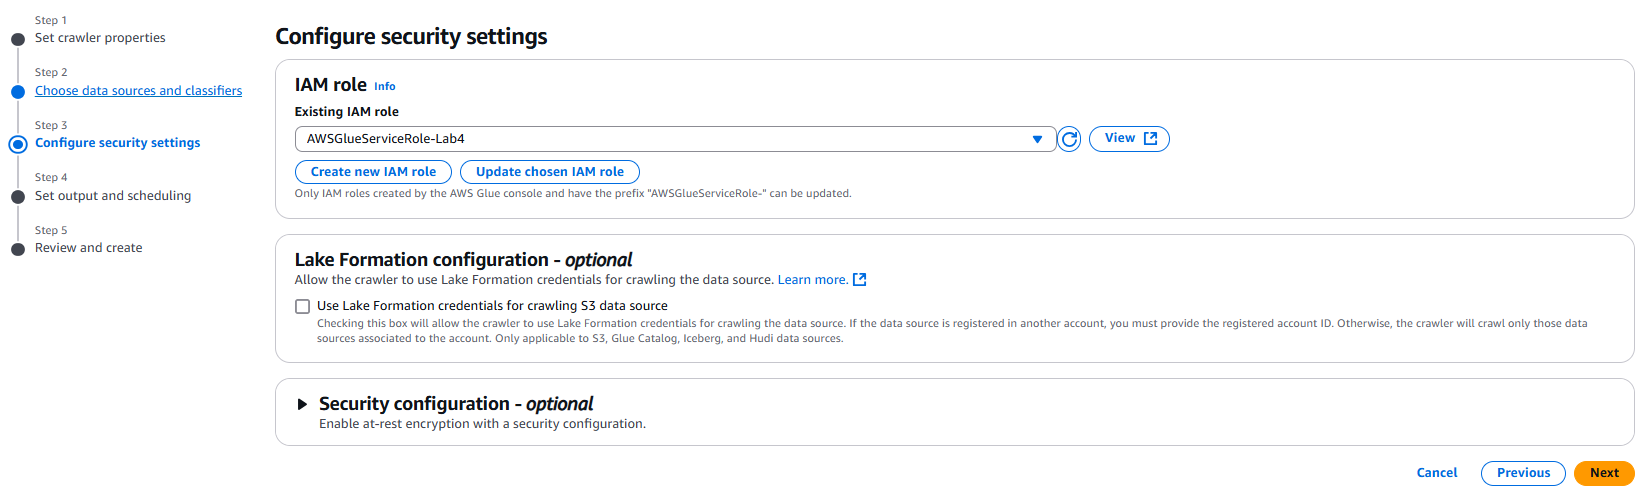 Step 1
Set crawler properties
Step 2
Choose data sources and classifiers
Step 3
Configure security settings
Step 4
Set output and scheduling
Step 5
Review and create
Configure security settings
IAM role Info
Existing IAM role
AWSGlueServiceRole-Lab4
View
Create new IAM role
Update chosen IAM role
Only IAM roles created by the AWS Glue console and have the prefix "AWSGlueServiceRole-" can be updated.
Lake Formation configuration - optional
Allow the crawler to use Lake Formation credentials for crawling the data source. Learn more.
Use Lake Formation credentials for crawling S3 data source
Checking this box will allow the crawler to use Lake Formation credentials for crawling the data source. If the data source is registered in another account, you must provide the registered account ID. Otherwise, the crawler will crawl only those data
sources associated to the account. Only applicable to S3, Glue Catalog, Iceberg, and Hudi data sources.
Security configuration - optional
Enable at-rest encryption with a security configuration.
Cancel
Previous
Next